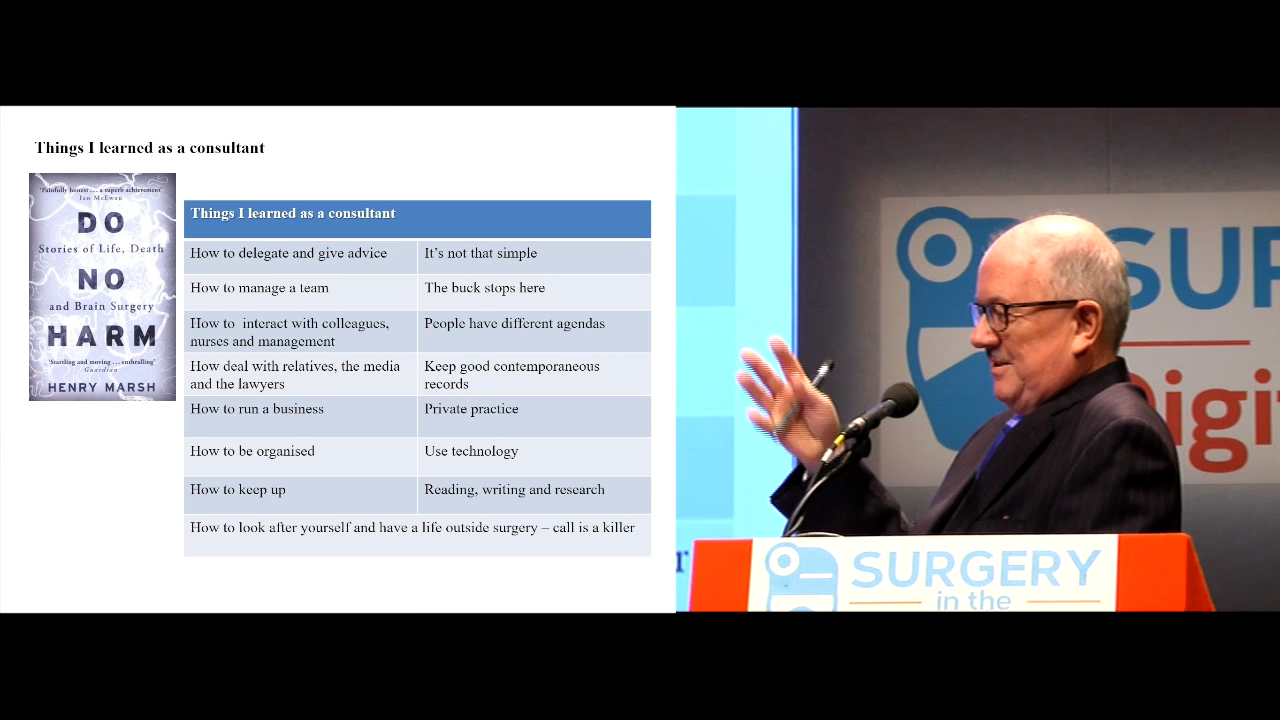 Things I learned as a consultant
'Painfully honest ... a superb achievement'
Ian McEwan
DO
Stories of Life, Death
NO
and Brain Surgery
HARM
'Startling and moving ... enthralling'
Guardian
HENRY MARSH
Things I learned as a consultant
How to delegate and give advice
It's not that simple
How to manage a team
The buck stops here
How to  interact with colleagues,
nurses and management
People have different agendas
How deal with relatives, the media
and the lawyers
Keep good contemporaneous
records
How to run a business
Private practice
How to be organised
Use technology
How to keep up
Reading, writing and research
How to look after yourself and have a life outside surgery – call is a killer
SUR
Digit
r
SURGERY
in the